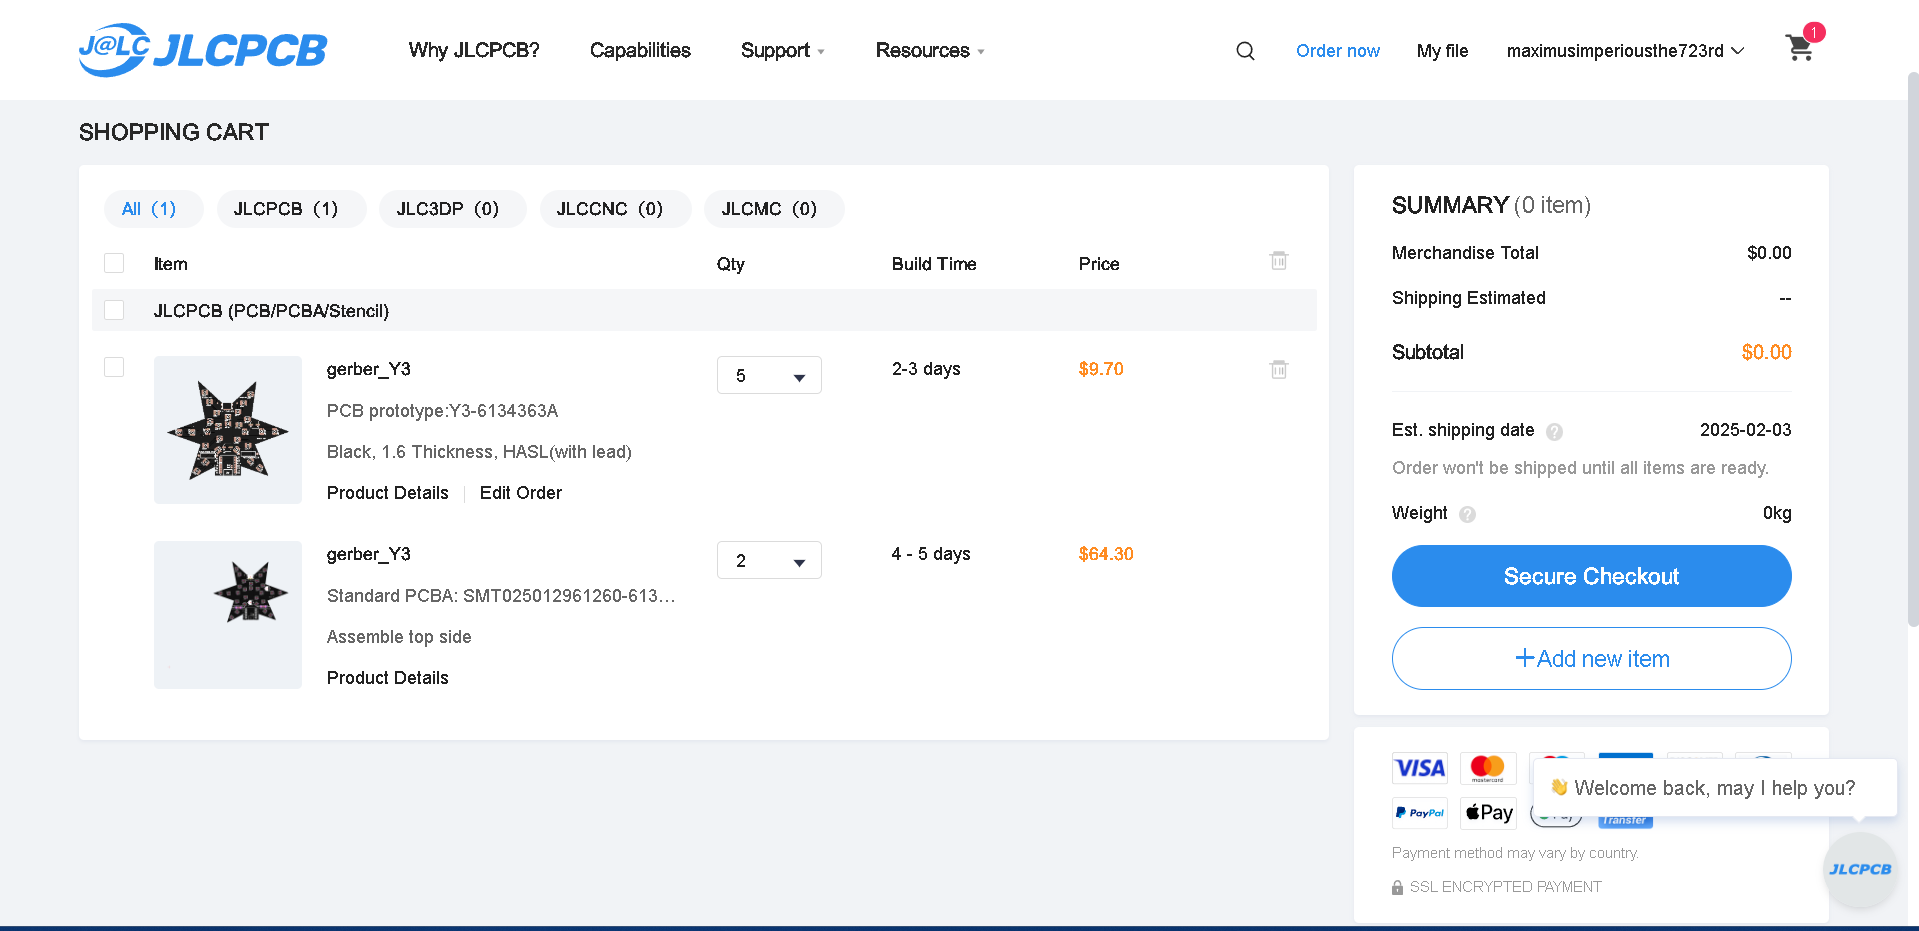 J@LC JLCPCB
Why JLCPCB?
Capabilities
Support
Resources
Order now
My file
maximusimperiousthe723rd
1
SHOPPING CART
All (1)
JLCPCB (1)
JLC3DP (0)
JLCCNC (0)
JLCMC (0)
Item
Qty
Build Time
Price
JLCPCB (PCB/PCBA/Stencil)
gerber_Y3
5
2-3 days
$9.70
PCB prototype:Y3-6134363A
Black, 1.6 Thickness, HASL(with lead)
Product Details
Edit Order
gerber_Y3
2
4 - 5 days
$64.30
Standard PCBA: SMT025012961260-613...
Assemble top side
Product Details
SUMMARY (0 item)
Merchandise Total
$0.00
Shipping Estimated
--
Subtotal
$0.00
Est. shipping date ?
2025-02-03
Order won't be shipped until all items are ready.
Weight ?
0kg
Secure Checkout
+Add new item
VISA
mastercard
PayPal
Pay
Transfer
👋 Welcome back, may I help you?
JLCPCB
Payment method may vary by country.
SSL ENCRYPTED PAYMENT